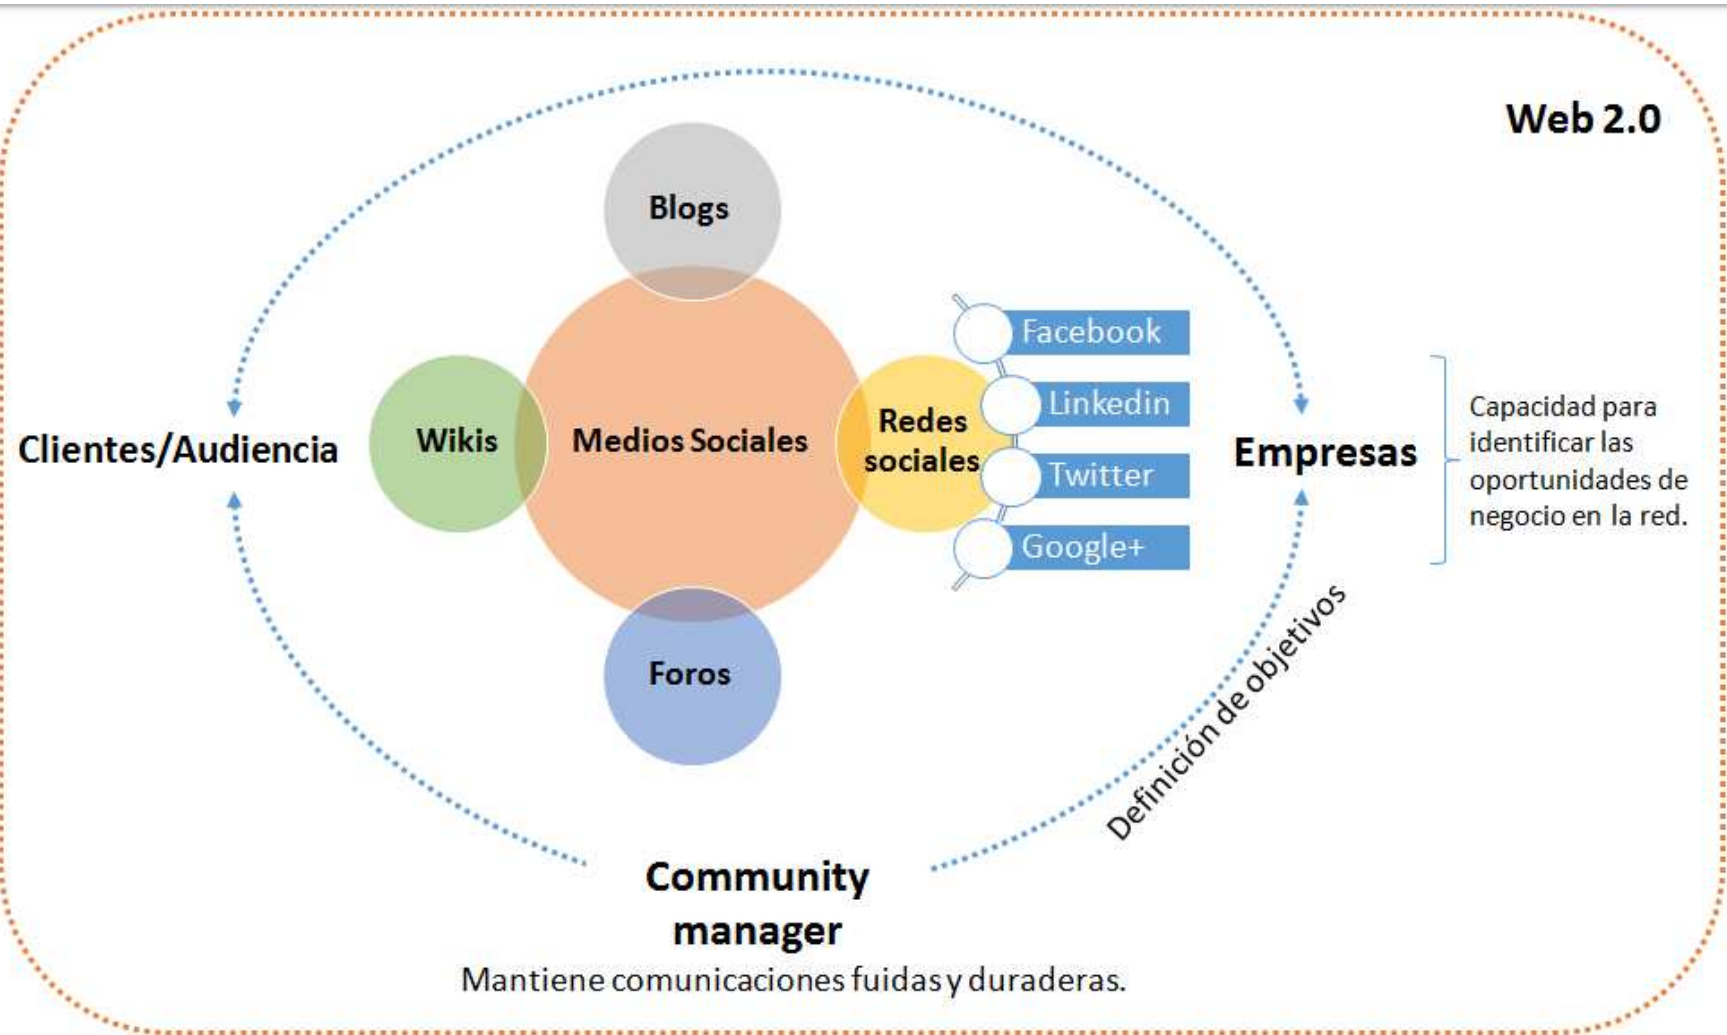 Web 2.0
Blogs
Facebook
Linkedin
Capacidad para
identificar las
oportunidades de
negocio en la red.
Clientes/Audiencia
Wikis
Medios Sociales
Redes
sociales
Empresas
Twitter
Google+
Foros
Definición de objetivos
Community
manager
Mantiene comunicaciones fuidas y duraderas.